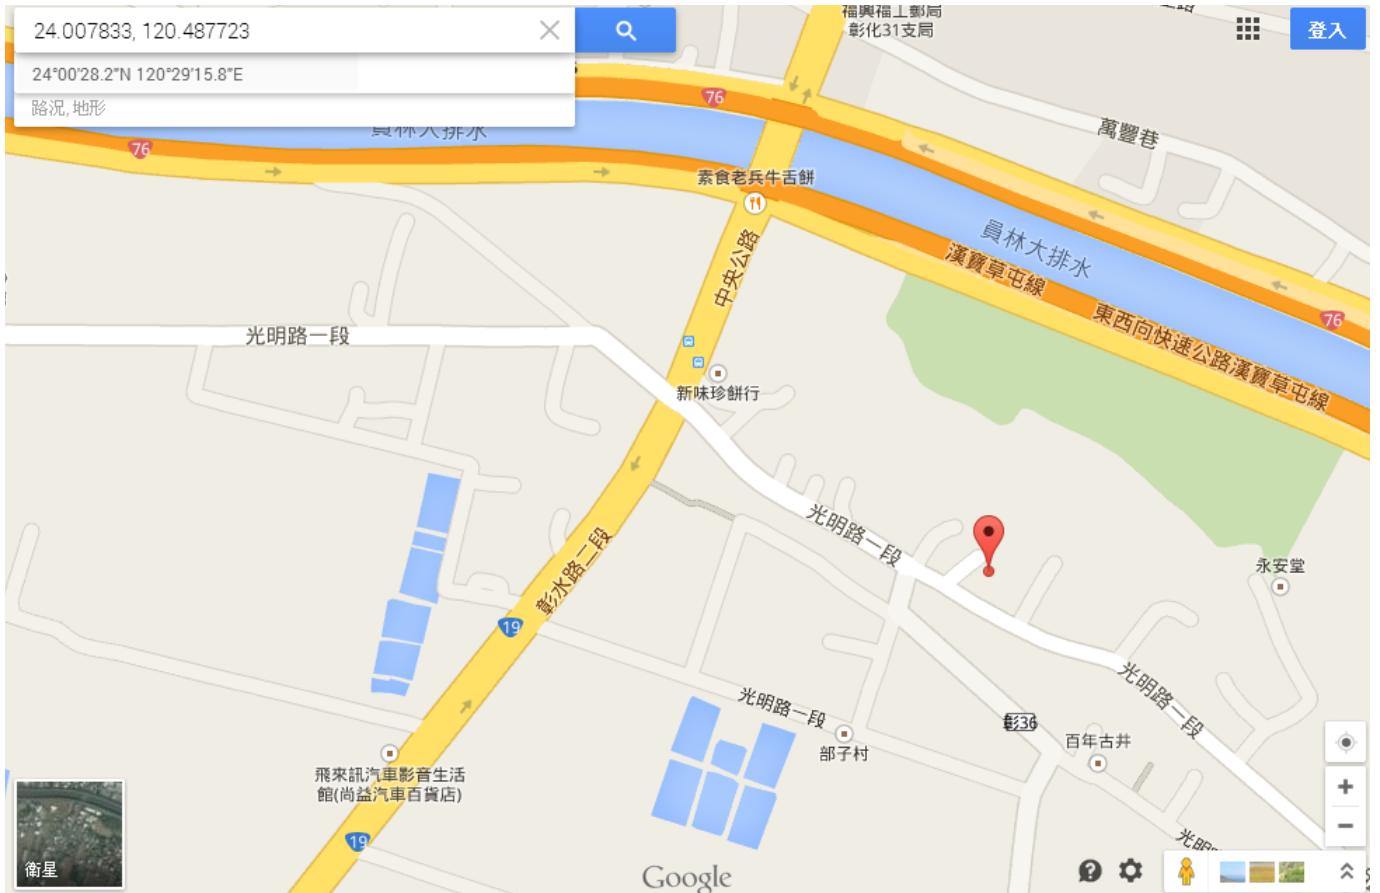 24.007833, 120.487723
24°00'28.2"N 120°29'15.8"E
路況, 地形
登入
福興福工郵局
彰化31支局
76
76
員林大排水
萬豐巷
素食老兵牛舌餅
員林大排水
中央公路
漢寶草屯線
東西向快速公路漢寶草屯線
76
光明路一段
新味珍餅行
光明路一段
彰水路二段
永安堂
19
光明路一段
光明路一段
彰36
部子村
百年古井
飛來訊汽車影音生活
館(尚益汽車百貨店)
19
衛星
Google